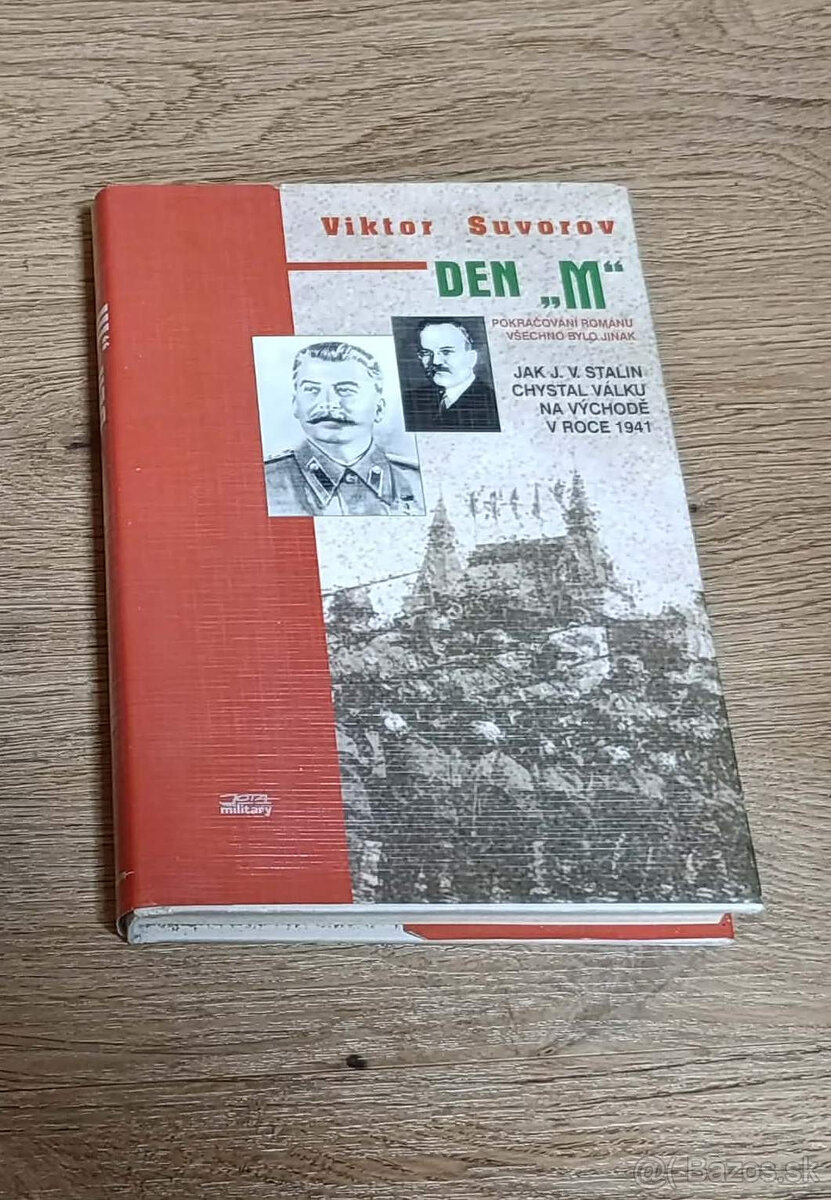 Viktor Suvorov
DEN „M“
POKRAČOVÁNÍ ROMÁNU
VŠECHNO BYLO JINAK
JAK J. V. STALIN
CHYSTAL VÁLKU
NA VÝCHODĚ
V ROCE 1941
JOTA
military
@( Bazos.sk